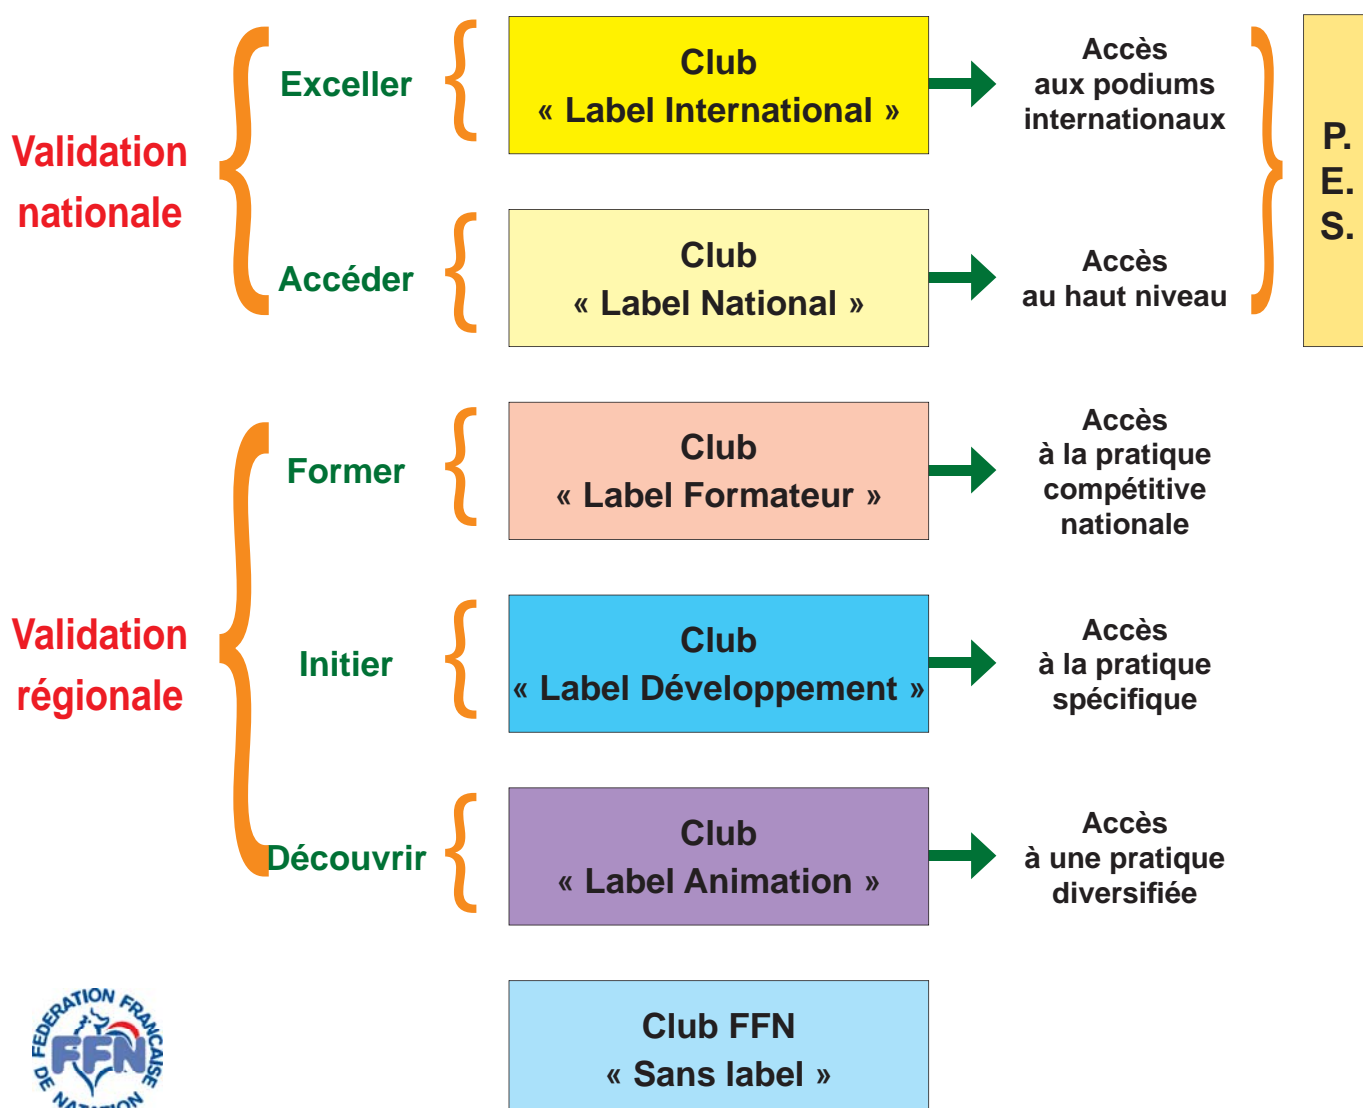 Validation
nationale
Exceller
Club
« Label International »
Accès
aux podiums
internationaux
P.
E.
S.
Accéder
Club
« Label National »
Accès
au haut niveau
Validation
régionale
Former
Club
« Label Formateur »
Accès
à la pratique
compétitive
nationale
Initier
Club
« Label Développement »
Accès
à la pratique
spécifique
Découvrir
Club
« Label Animation »
Accès
à une pratique
diversifiée
Club FFN
« Sans label »
FEDERATION FRANCAISE
DE NATATION
FFN